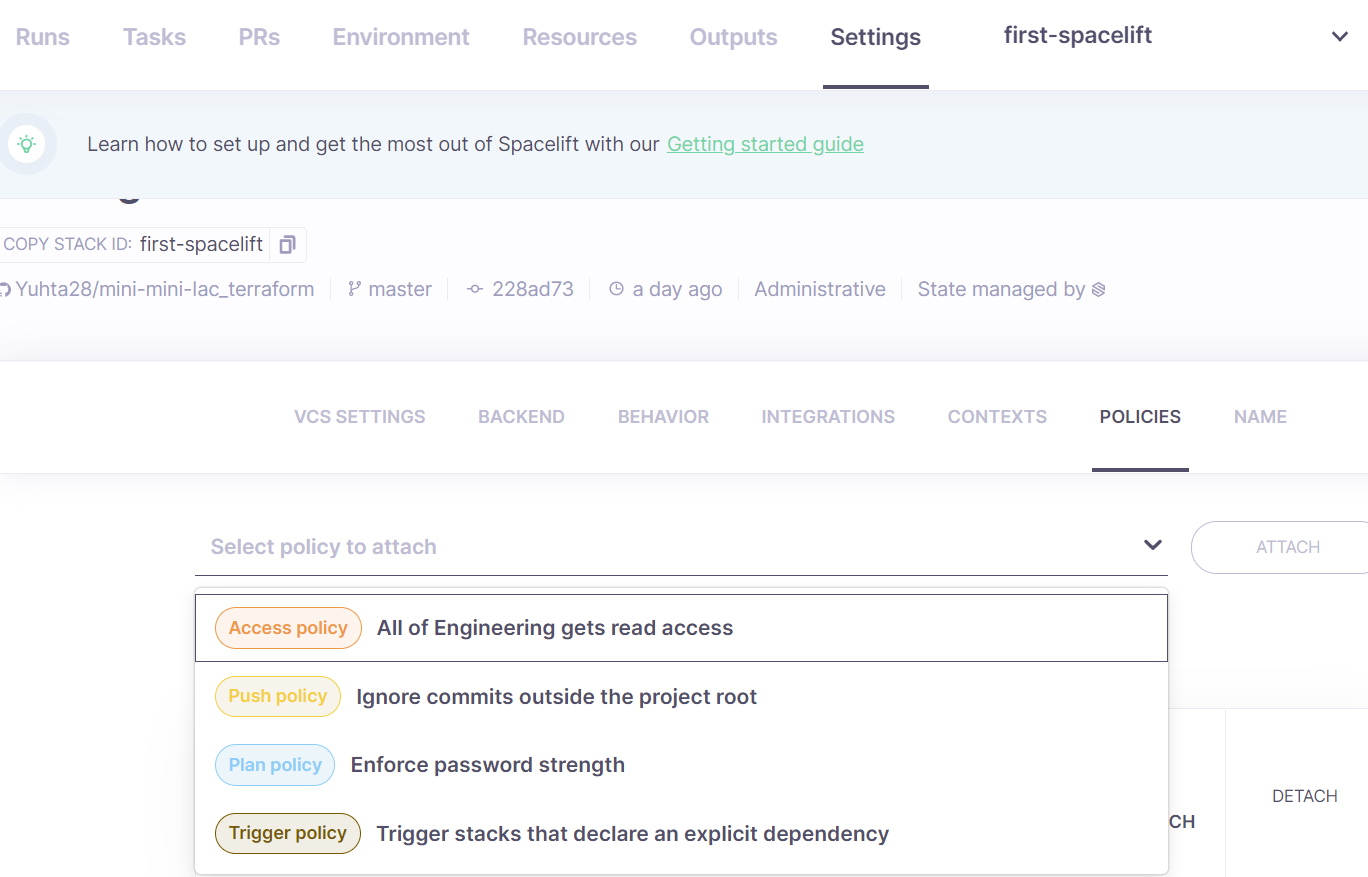 Runs Tasks PRs Environment Resources Outputs Settings first-spacelift
Learn how to set up and get the most out of Spacelift with our Getting started guide
COPY STACK ID: first-spacelift
Yuhta28/mini-mini-Iac_terraform master 228ad73 a day ago Administrative State managed by
VCS SETTINGS BACKEND BEHAVIOR INTEGRATIONS CONTEXTS POLICIES NAME
Select policy to attach ATTACH
Access policy All of Engineering gets read access
Push policy Ignore commits outside the project root
Plan policy Enforce password strength
DETACH
CH
Trigger policy Trigger stacks that declare an explicit dependency